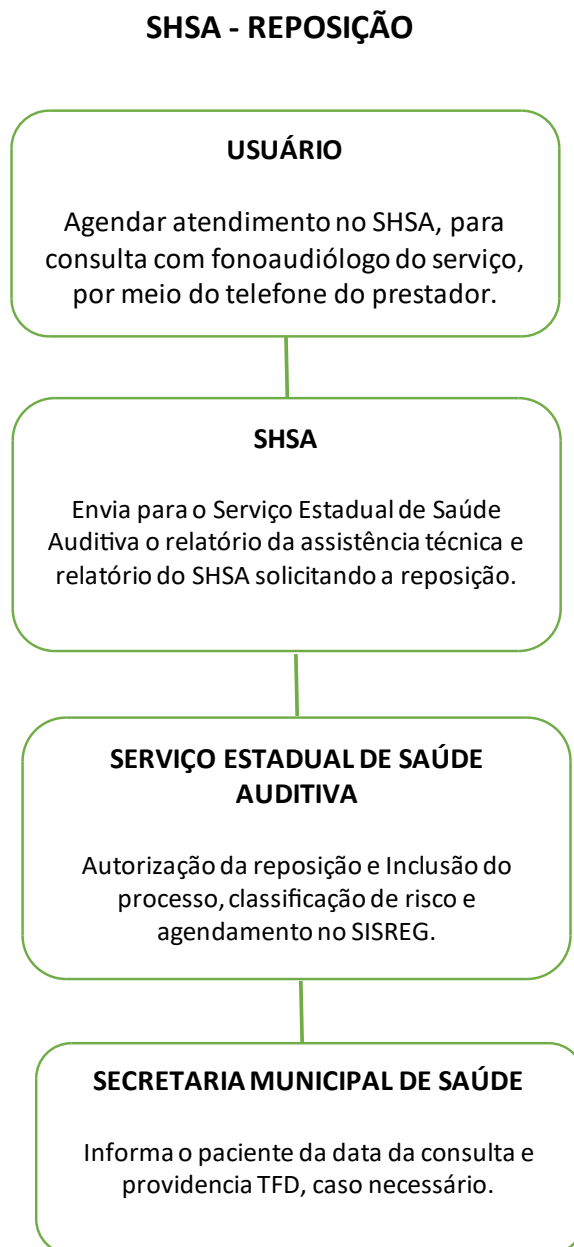 SHSA - REPOSIÇÃO
USUÁRIO
Agendar atendimento no SHSA, para
consulta com fonoaudiólogo do serviço,
por meio do telefone do prestador.
SHSA
Envia para o Serviço Estadual de Saúde
Auditiva o relatório da assistência técnica e
relatório do SHSA solicitando a reposição.
SERVIÇO ESTADUAL DE SAÚDE
AUDITIVA
Autorização da reposição e Inclusão do
processo, classificação de risco e
agendamento no SISREG.
SECRETARIA MUNICIPAL DE SAÚDE
Informa o paciente da data da consulta e
providencia TFD, caso necessário.